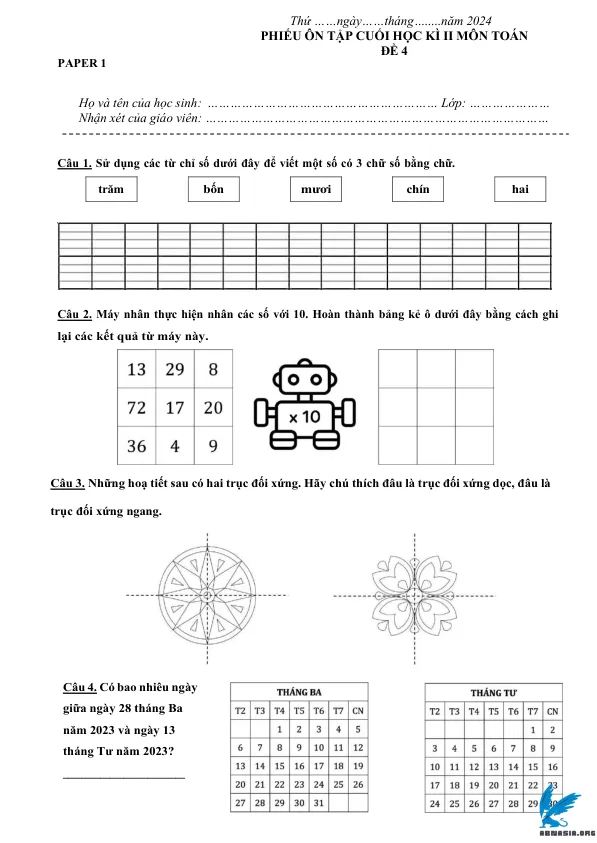 Thứ ……ngày……tháng……..năm 2024
PHIẾU ÔN TẬP CUỐI HỌC KÌ II MÔN TOÁN
ĐỀ 4
PAPER 1
Họ và tên của học sinh: …………………………………………………… Lớp: …………………
Nhận xét của giáo viên: ………………………………………………………………………………
Câu 1. Sử dụng các từ chỉ số dưới đây để viết một số có 3 chữ số bằng chữ.
trăm bốn mươi chín hai
Câu 2. Máy nhân thực hiện nhân các số với 10. Hoàn thành bảng kẻ ô dưới đây bằng cách ghi
lại các kết quả từ máy này.
13 29 8
72 17 20
x 10
36 4 9
Câu 3. Những hoạ tiết sau có hai trục đối xứng. Hãy chú thích đâu là trục đối xứng dọc, đâu là
trục đối xứng ngang.
Câu 4. Có bao nhiêu ngày
giữa ngày 28 tháng Ba
năm 2023 và ngày 13
tháng Tư năm 2023?
THÁNG BA
T2 T3 T4 T5 T6 T7 CN
1 2 3 4 5
6 7 8 9 10 11 12
13 14 15 16 17 18 19
20 21 22 23 24 25 26
27 28 29 30 31
THÁNG TƯ
T2 T3 T4 T5 T6 T7 CN
1 2
3 4 5 6 7 8 9
10 11 12 13 14 15 16
17 18 19 20 21 22 23
24 25 26 27 28 29 30
ABNASIA.ORG